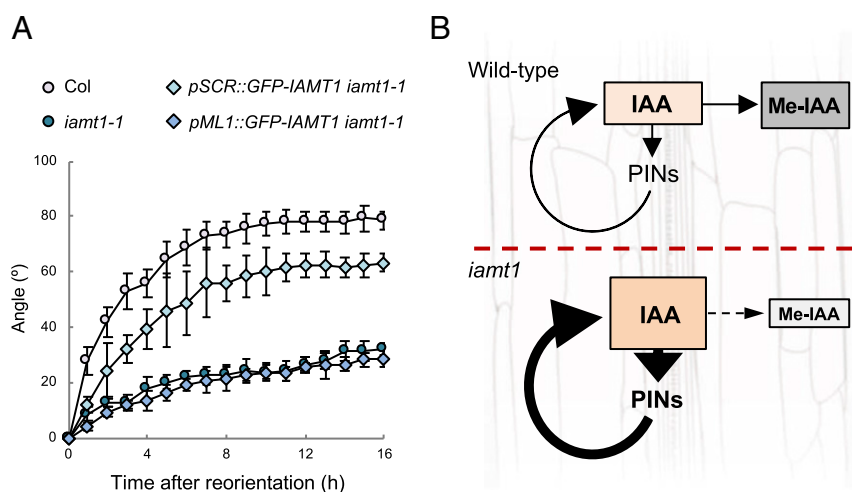 A
Col
pSCR::GFP-IAMT1 iamt1-1
iamt1-1
pML1::GFP-IAMT1 iamt1-1
100
80
60
40
20
0
Angle (º)
0
4
8
12
16
Time after reorientation (h)
B
Wild-type
IAA
Me-IAA
PINs
iamt1
IAA
Me-IAA
PINs